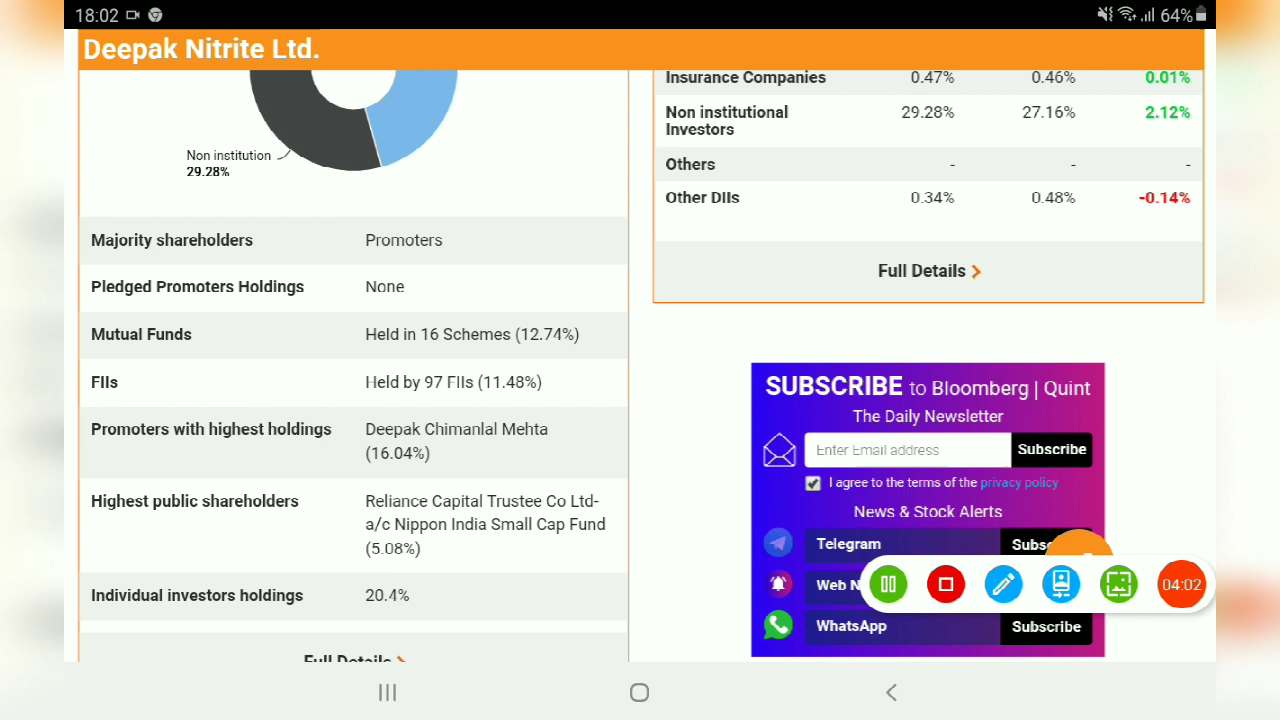 18:02
64%
Deepak Nitrite Ltd.
Non institution
29.28%
Majority shareholders Promoters
Pledged Promoters Holdings None
Mutual Funds Held in 16 Schemes (12.74%)
FIIs Held by 97 FIIs (11.48%)
Promoters with highest holdings Deepak Chimanlal Mehta
(16.04%)
Highest public shareholders Reliance Capital Trustee Co Ltd-
a/c Nippon India Small Cap Fund
(5.08%)
Individual investors holdings 20.4%
Full Details
Insurance Companies 0.47% 0.46% 0.01%
Non institutional 29.28% 27.16% 2.12%
Investors
Others - - -
Other DIIs 0.34% 0.48% -0.14%
Full Details
SUBSCRIBE to Bloomberg | Quint
The Daily Newsletter
Enter Email address Subscribe
I agree to the terms of the privacy policy
News & Stock Alerts
Telegram Subs
Web N
04:02
WhatsApp Subscribe